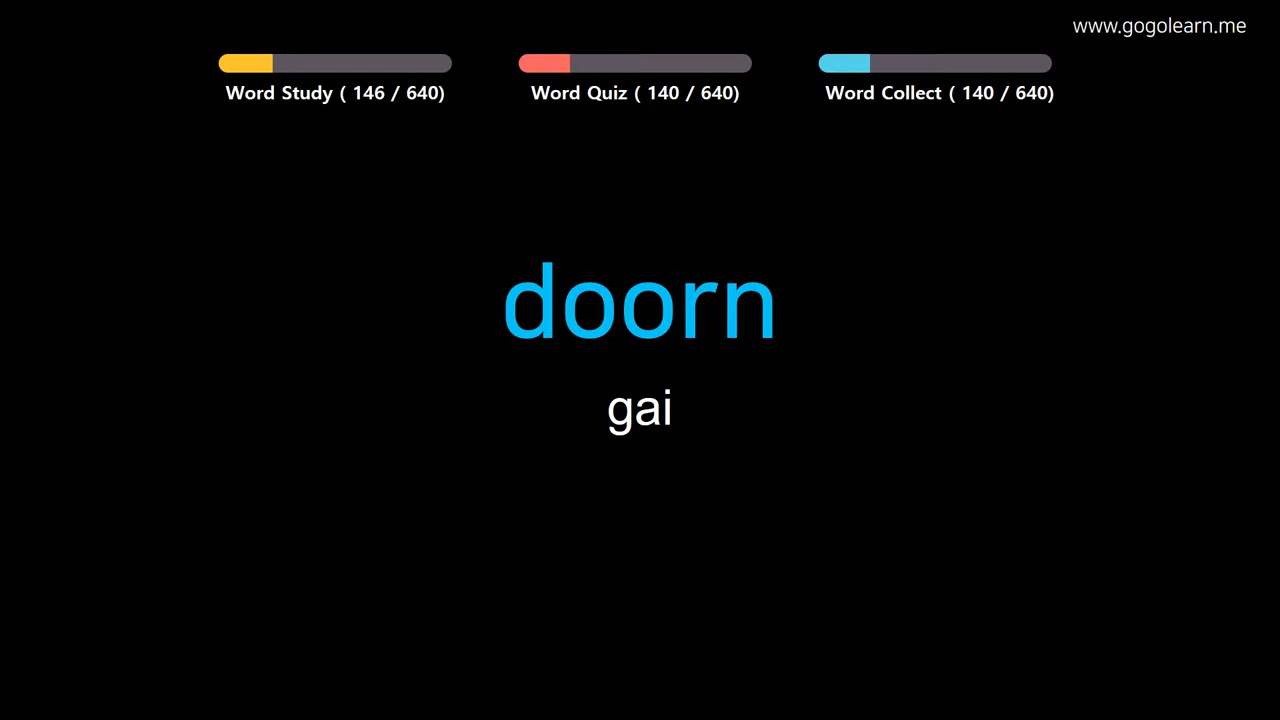 www.gogolearn.me
Word Study ( 146 / 640)
Word Quiz ( 140 / 640)
Word Collect ( 140 / 640)
doorn
gai